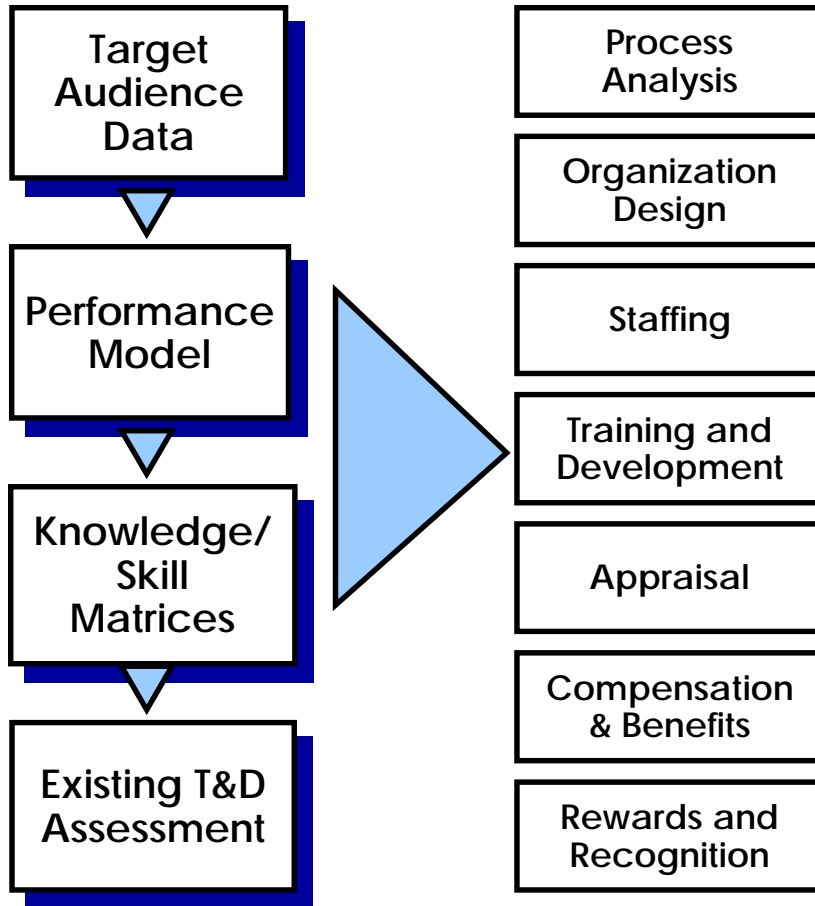 Target
Audience
Data
Performance
Model
Knowledge/
Skill
Matrices
Existing T&D
Assessment
Process
Analysis
Organization
Design
Staffing
Training and
Development
Appraisal
Compensation
& Benefits
Rewards and
Recognition